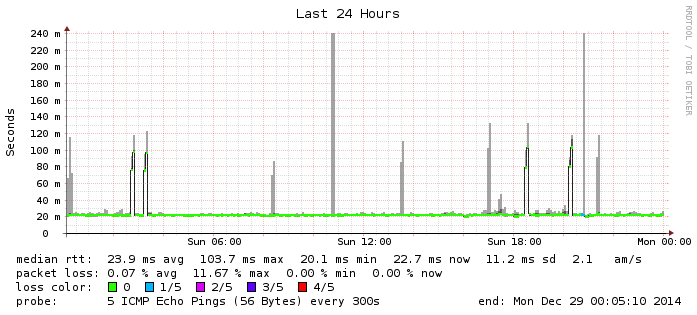 Last 24 Hours
RRDTOOL / TOBI OETIKER
Seconds
240 m
220 m
200 m
180 m
160 m
140 m
120 m
100 m
80 m
60 m
40 m
20 m
0
Sun 06:00 Sun 12:00 Sun 18:00 Mon 00:00
median rtt: 23.9 ms avg 103.7 ms max 20.1 ms min 22.7 ms now 11.2 ms sd 2.1 am/s
packet loss: 0.07 % avg 11.67 % max 0.00 % min 0.00 % now
loss color: 0 1/5 2/5 3/5 4/5
probe: 5 ICMP Echo Pings (56 Bytes) every 300s end: Mon Dec 29 00:05:10 2014